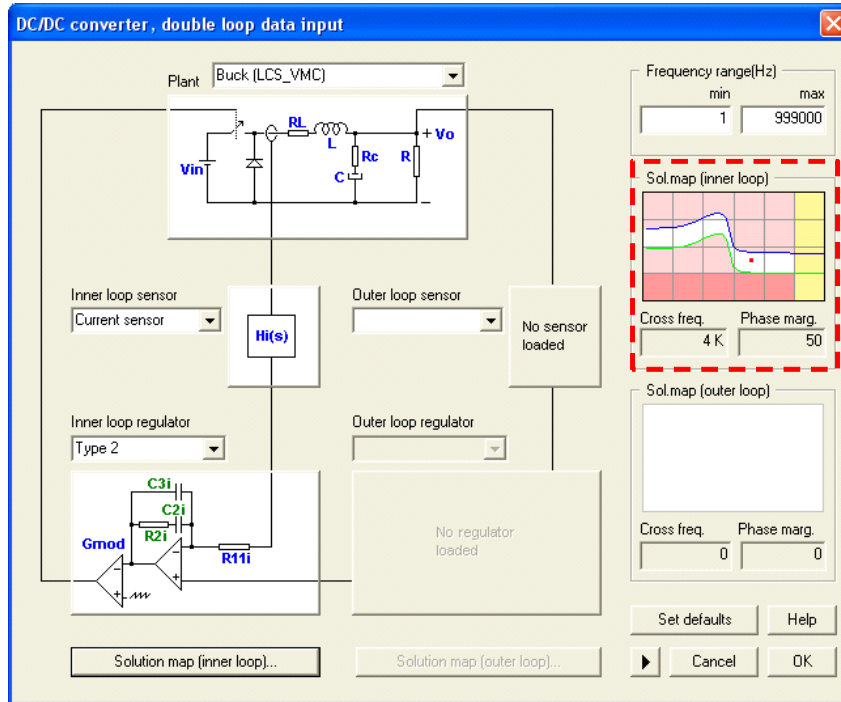 DC/DC converter, double loop data input
Plant
Buck (LCS_VMC)
RL
L
+ Vo
Vin
Rc
R
C
−
Frequency range(Hz)
min
max
1
999000
Sol.map (inner loop)
Cross freq.
Phase marg.
4 K
50
Inner loop sensor
Current sensor
Hi(s)
Outer loop sensor
No sensor
loaded
Inner loop regulator
Type 2
Outer loop regulator
C3i
C2i
R2i
Gmod
R11i
−
+
−
+
No regulator
loaded
Sol.map (outer loop)
Cross freq.
Phase marg.
0
0
Set defaults
Help
Cancel
OK
Solution map (inner loop)...
Solution map (outer loop)...